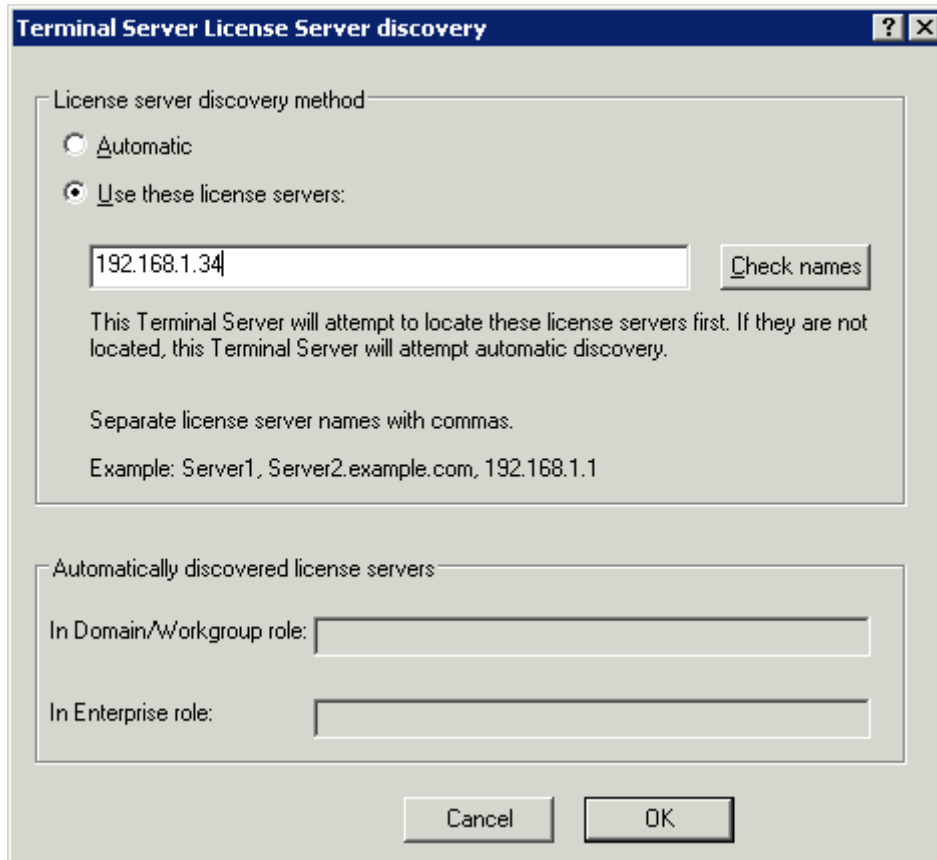 Terminal Server License Server discovery
License server discovery method
Automatic
Use these license servers:
192.168.1.34
Check names
This Terminal Server will attempt to locate these license servers first. If they are not
located, this Terminal Server will attempt automatic discovery.
Separate license server names with commas.
Example: Server1, Server2.example.com, 192.168.1.1
Automatically discovered license servers
In Domain/Workgroup role:
In Enterprise role:
Cancel
OK